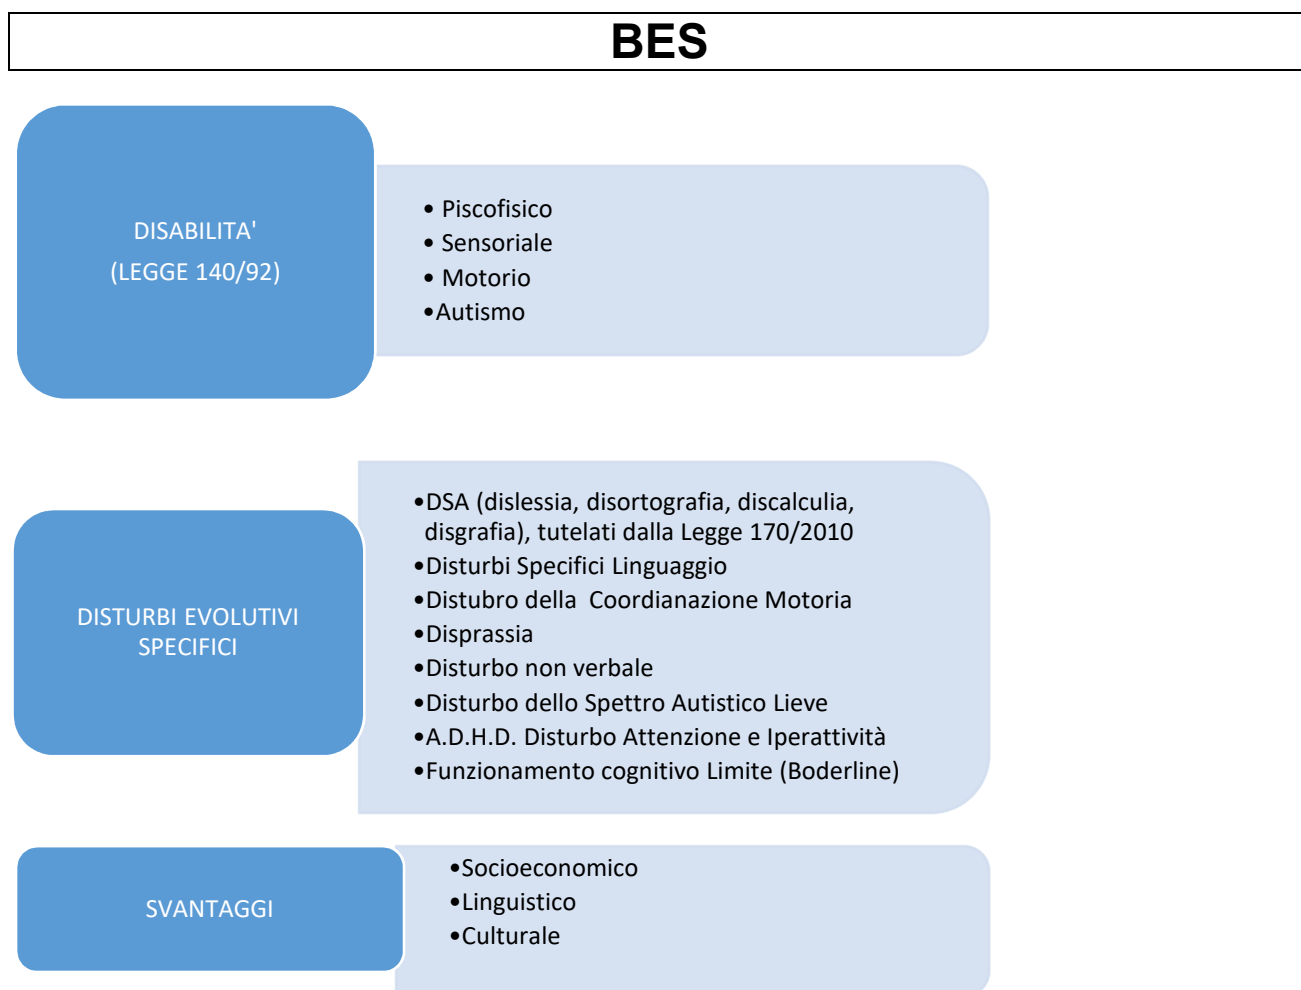 BES
DISABILITA'
(LEGGE 140/92)
• Piscofisico
• Sensoriale
• Motorio
•Autismo
DISTURBI EVOLUTIVI
SPECIFICI
•DSA (dislessia, disortografia, discalculia,
disgrafia), tutelati dalla Legge 170/2010
•Disturbi Specifici Linguaggio
•Distubro della  Coordianazione Motoria
•Disprassia
•Disturbo non verbale
•Disturbo dello Spettro Autistico Lieve
•A.D.H.D. Disturbo Attenzione e Iperattività
•Funzionamento cognitivo Limite (Boderline)
SVANTAGGI
•Socioeconomico
•Linguistico
•Culturale